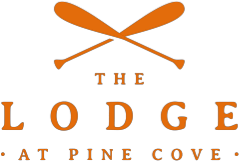 THE
LODGE
• AT PINE COVE •